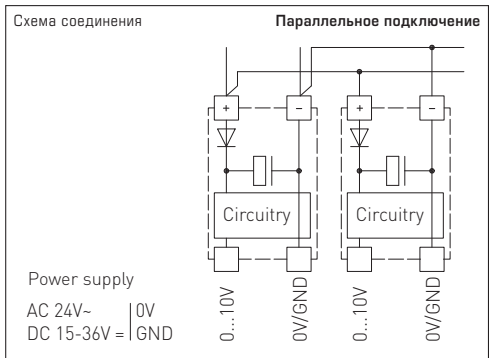 Схема соединения
Параллельное подключение
+
–
+
–
Circuitry
Circuitry
Power supply
AC 24V~ | 0V
DC 15-36V = | GND
0...10V
0V/GND
0...10V
0V/GND